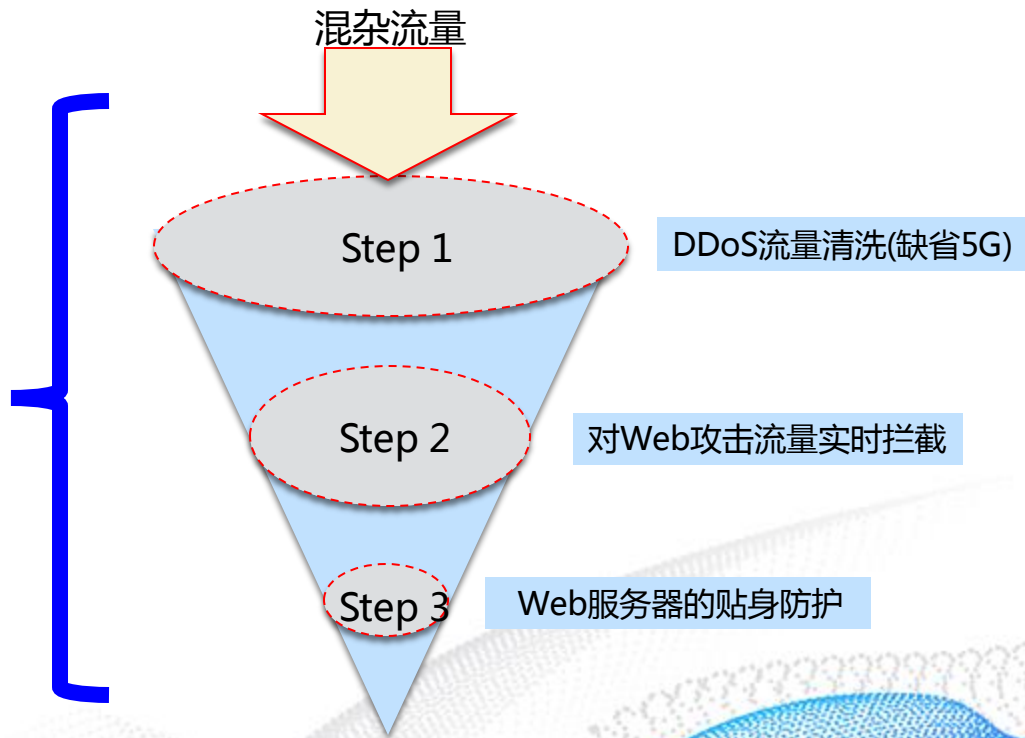 混杂流量
Step 1
DDoS流量清洗(缺省5G)
Step 2
对Web攻击流量实时拦截
Step 3
Web服务器的贴身防护